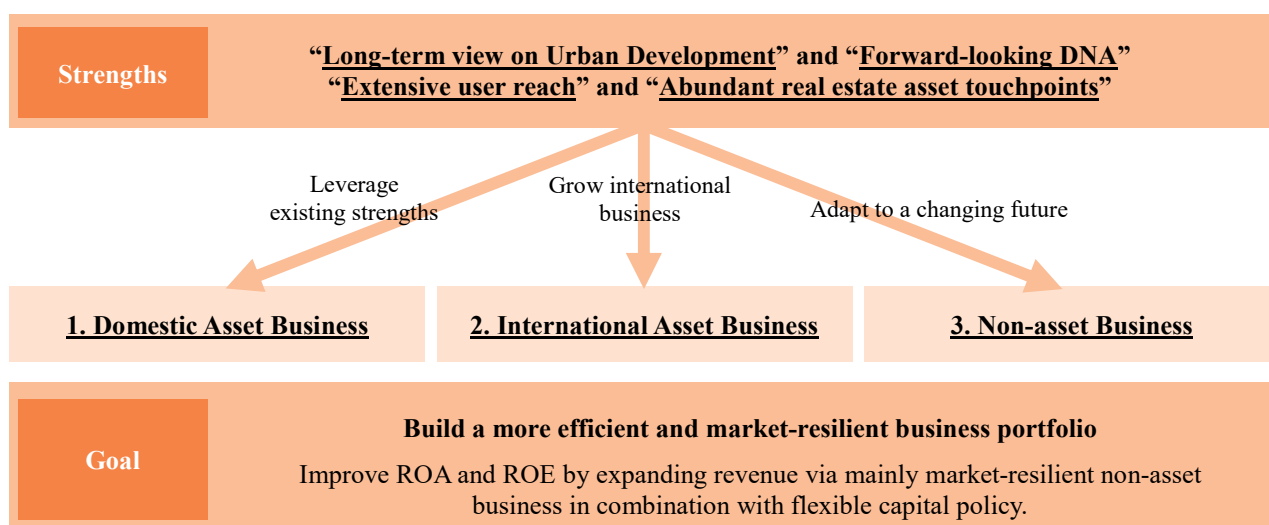 Strengths
“Long-term view on Urban Development” and “Forward-looking DNA”
“Extensive user reach” and “Abundant real estate asset touchpoints”
Leverage
existing strengths
Grow international
business
Adapt to a changing future
1. Domestic Asset Business
2. International Asset Business
3. Non-asset Business
Goal
Build a more efficient and market-resilient business portfolio
Improve ROA and ROE by expanding revenue via mainly market-resilient non-asset
business in combination with flexible capital policy.